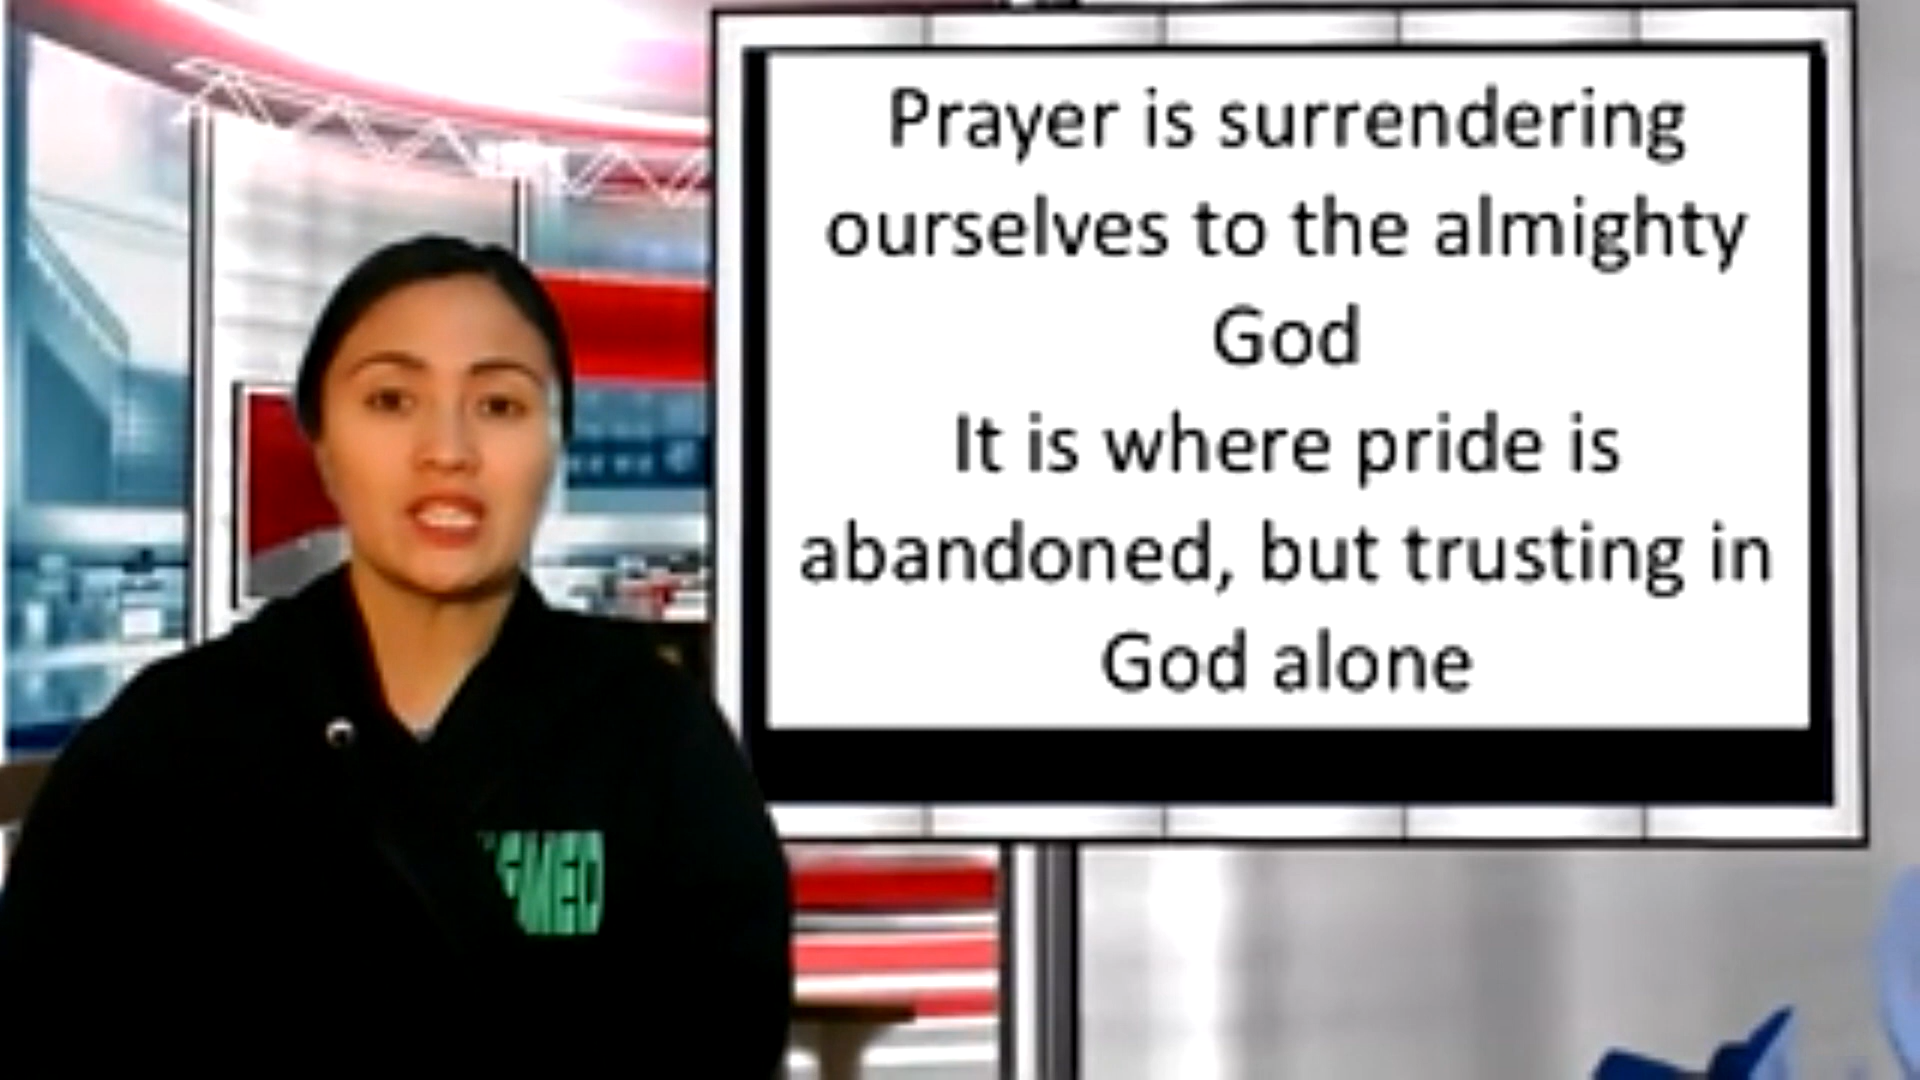 Prayer is surrendering
ourselves to the almighty
God
It is where pride is
abandoned, but trusting in
God alone